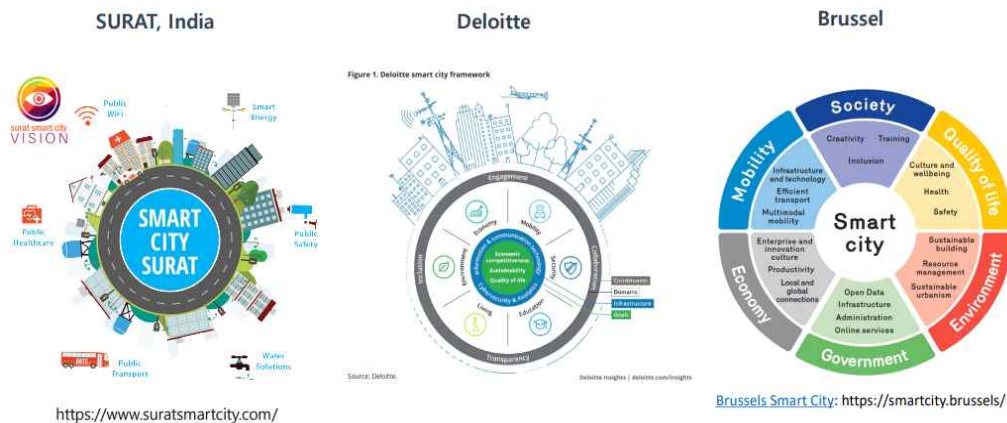 SURAT, India
surat smart city
VISION
Public
WiFi
Smart
Energy
Public
Healthcare
SMART
CITY
SURAT
Public
Safety
Public
Transport
Water
Solutions
https://www.suratsmartcity.com/
Deloitte
Figure 1. Deloitte smart city framework
Engagement
Economy
Mobility
Inclusion
Environment
Information & communication technology
Economic
competitiveness
Sustainability
Quality of life
Cybersecurity & Analysis
Security
Collaboration
Living
Education
Transparency
Constituents
Domains
Infrastructure
Goals
Source: Deloitte.
Deloitte Insights | deloitte.com/insights
Brussel
Society
Creativity
Training
Inclusion
Mobility
Infrastructure
and technology
Efficient
transport
Multimodal
mobility
Quality of life
Culture and
wellbeing
Health
Safety
Smart
city
Economy
Enterprise and
innovation
culture
Productivity
Local and
global
connections
Environment
Sustainable
building
Resource
management
Sustainable
urbanism
Open Data
Infrastructure
Administration
Online services
Government
Brussels Smart City: https://smartcity.brussels/